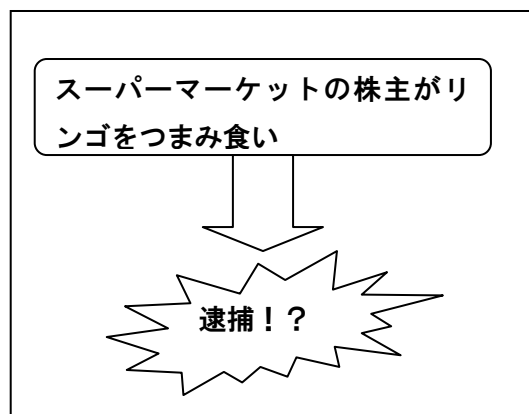 スーパーマーケットの株主がリ
ンゴをつまみ食い
逮捕！？